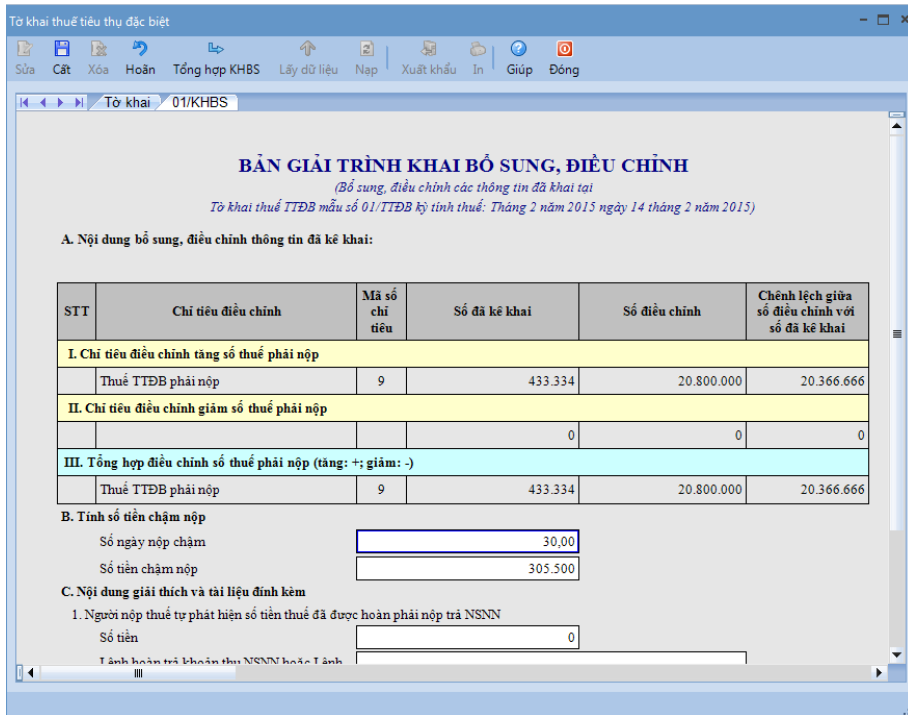 Tờ khai thuế tiêu thụ đặc biệt
Sửa Cất Xóa Hoãn Tổng hợp KHBS Lấy dữ liệu Nạp Xuất khẩu In Giúp Đóng
Tờ khai 01/KHBS
BẢN GIẢI TRÌNH KHAI BỔ SUNG, ĐIỀU CHỈNH
(Bổ sung, điều chỉnh các thông tin đã khai tại
Tờ khai thuế TTĐB mẫu số 01/TTĐB kỳ tính thuế: Tháng 2 năm 2015 ngày 14 tháng 2 năm 2015)
A. Nội dung bổ sung, điều chỉnh thông tin đã kê khai:
STT Chỉ tiêu điều chỉnh Mã số chỉ tiêu Số đã kê khai Số điều chỉnh Chênh lệch giữa số điều chỉnh với số đã kê khai
I. Chỉ tiêu điều chỉnh tăng số thuế phải nộp
Thuế TTĐB phải nộp 9 433.334 20.800.000 20.366.666
II. Chỉ tiêu điều chỉnh giảm số thuế phải nộp
0 0 0
III. Tổng hợp điều chỉnh số thuế phải nộp (tăng: +; giảm: -)
Thuế TTĐB phải nộp 9 433.334 20.800.000 20.366.666
B. Tính số tiền chậm nộp
Số ngày nộp chậm 30,00
Số tiền chậm nộp 305.500
C. Nội dung giải thích và tài liệu đính kèm
1. Người nộp thuế tự phát hiện số tiền thuế đã được hoàn phải nộp trả NSNN
Số tiền 0
Lệnh hoàn trả khoản thu NSNN hoặc Lệnh